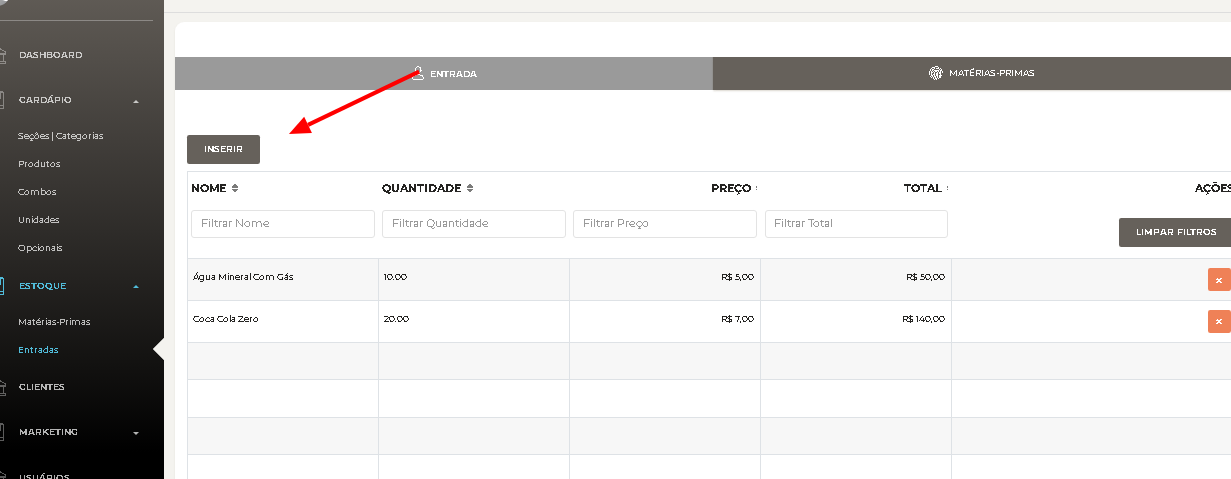 DASHBOARD
CARDÁPIO
Seções | Categorias
Produtos
Combos
Unidades
Opcionais
ESTOQUE
Matérias-Primas
Entradas
CLIENTES
MARKETING
USUÁRIOS
ENTRADA
MATÉRIAS-PRIMAS
INSERIR
NOME QUANTIDADE PREÇO TOTAL AÇÕES
Filtrar Nome Filtrar Quantidade Filtrar Preço Filtrar Total LIMPAR FILTROS
Água Mineral Com Gás 10.00 R$ 5,00 R$ 50,00 ×
Coca Cola Zero 20.00 R$ 7,00 R$ 140,00 ×